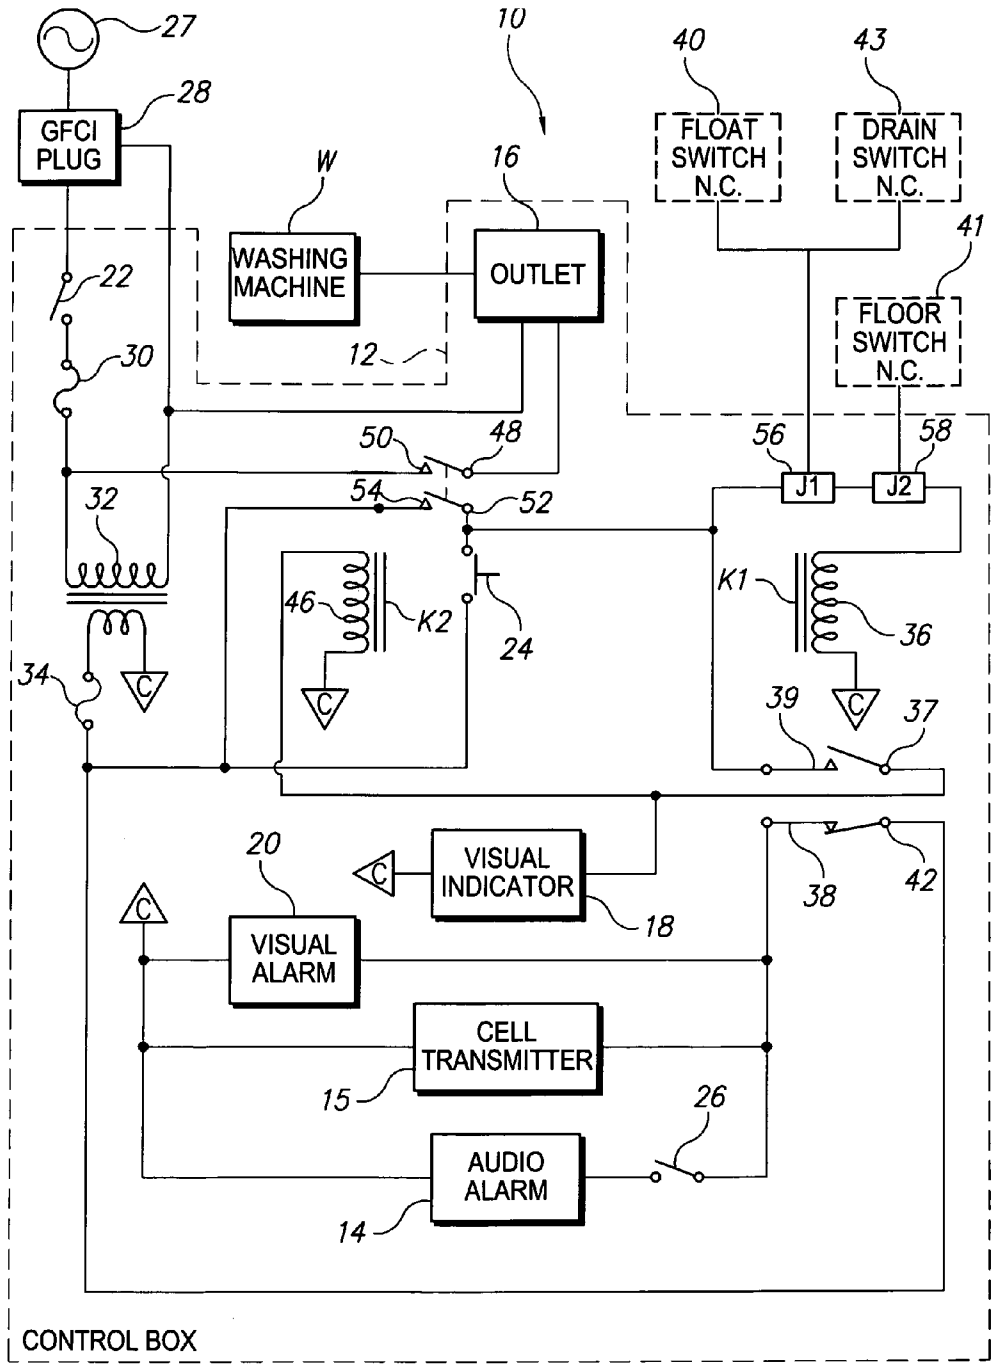 10
27
40
43
28
GFCI
PLUG
FLOAT
SWITCH
N.C.
DRAIN
SWITCH
N.C.
W
16
41
WASHING
MACHINE
OUTLET
22
FLOOR
SWITCH
N.C.
12
30
50
48
56
58
J1
J2
54
52
32
46
K2
24
K1
36
C
C
C
34
39
37
20
C
VISUAL
INDICATOR
38
42
C
18
VISUAL
ALARM
CELL
TRANSMITTER
15
26
AUDIO
ALARM
14
CONTROL BOX